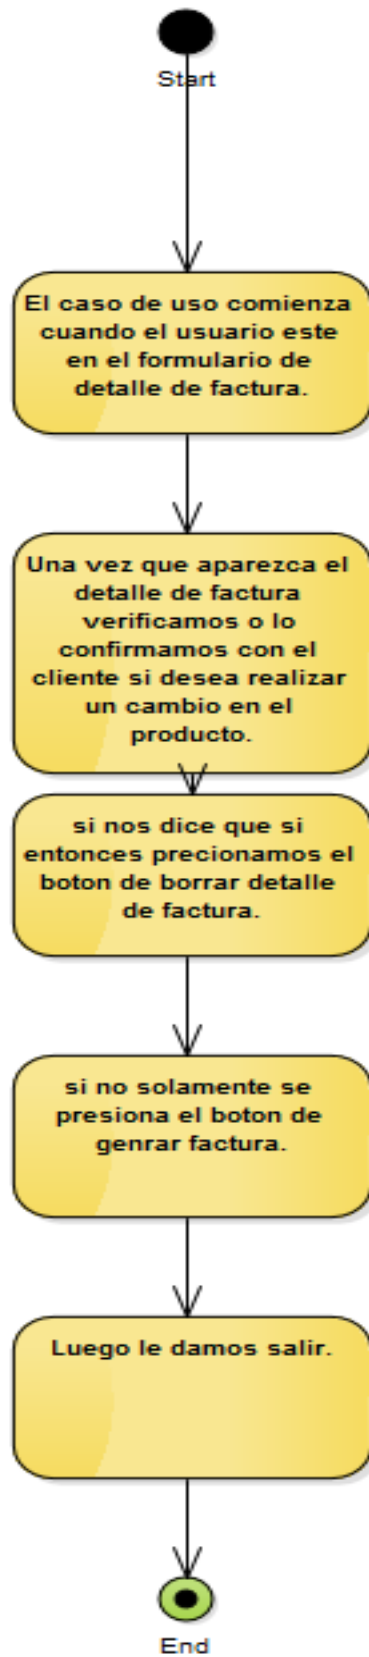 Start
El caso de uso comienza
cuando el usuario este
en el formulario de
detalle de factura.
Una vez que aparezca el
detalle de factura
verificamos o lo
confirmamos con el
cliente si desea realizar
un cambio en el
producto.
si nos dice que si
entonces precionamos el
boton de borrar detalle
de factura.
si no solamente se
presiona el boton de
genrar factura.
Luego le damos salir.
End